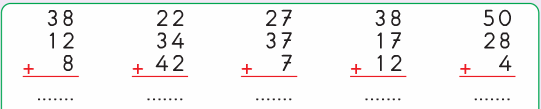 38 22 27 38 50
12 34 37 17 28
+ 8 + 42 + 7 + 12 + 4
....... ....... ....... ....... .......